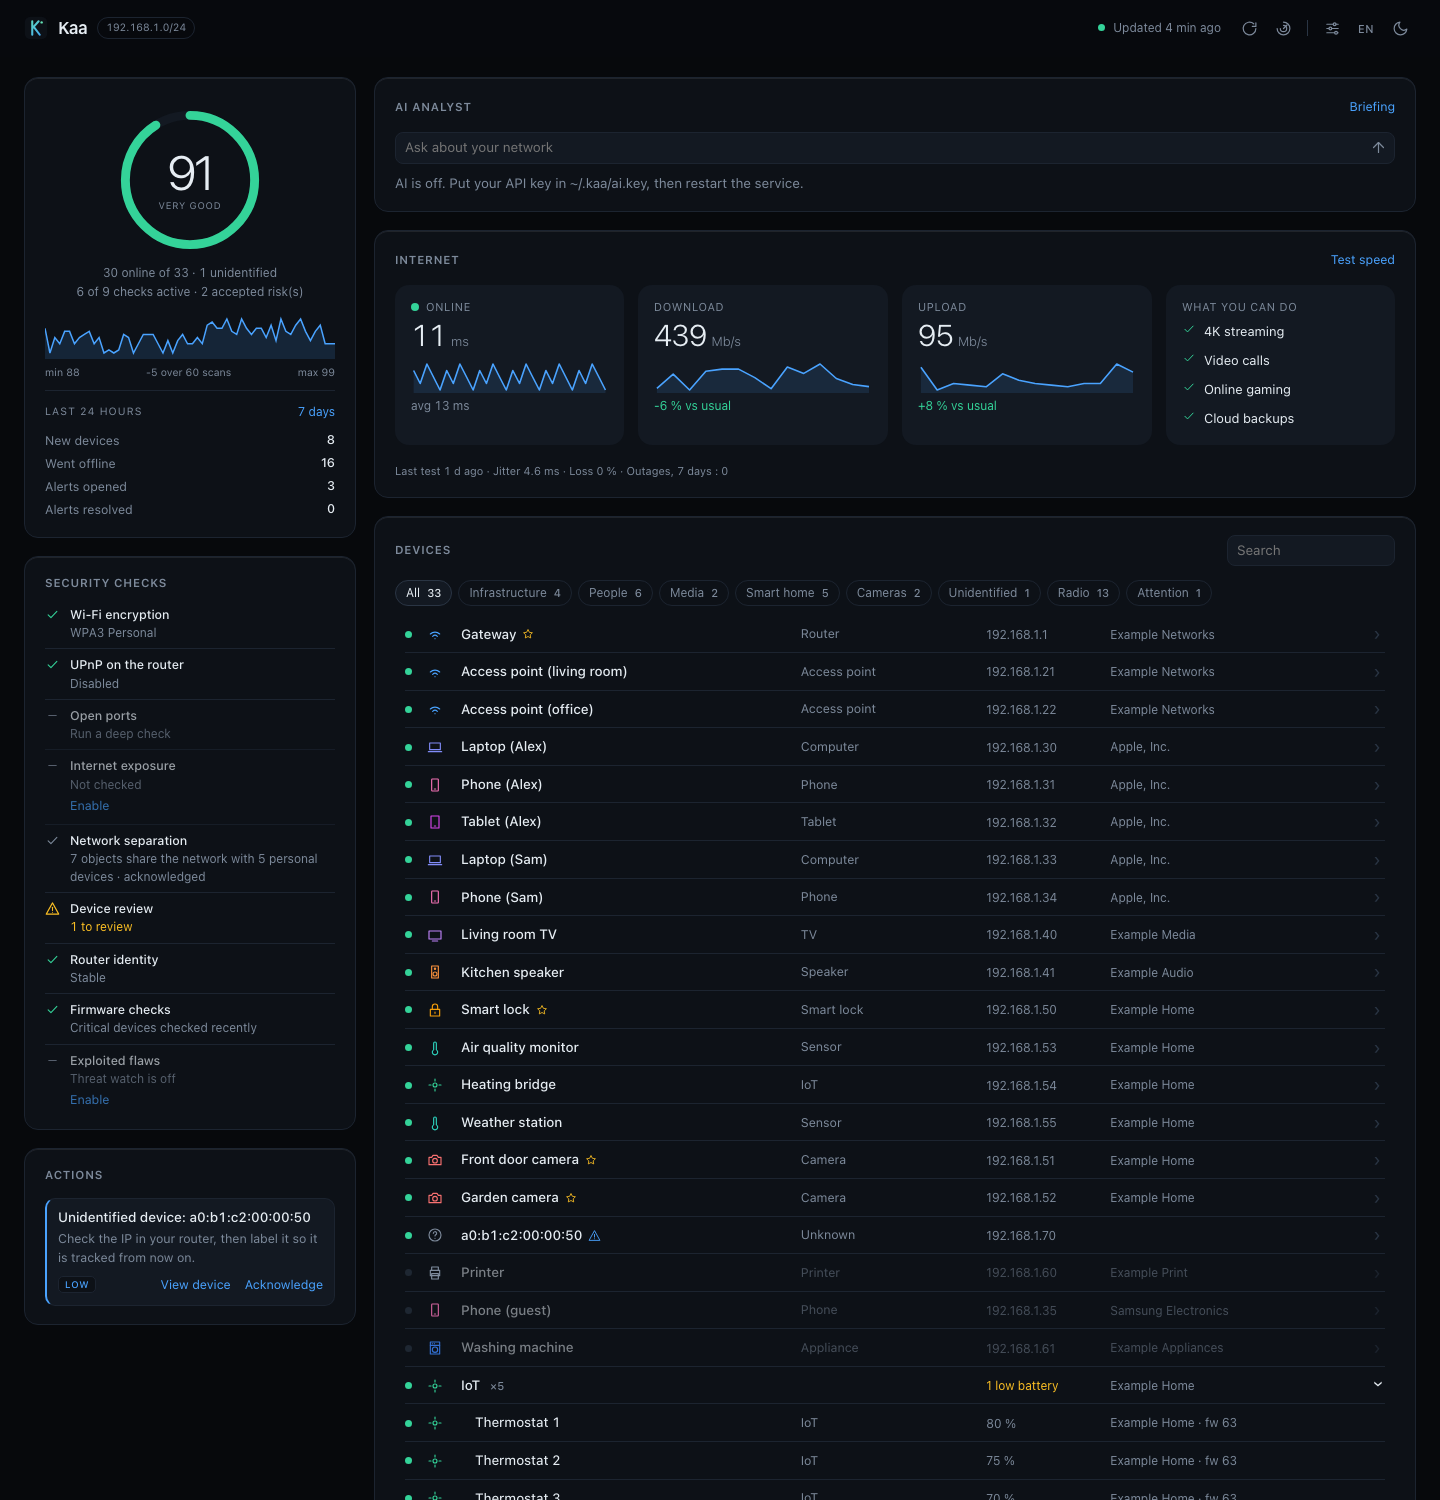 Kaa
192.168.1.0/24
Updated 4 min ago
EN
91
VERY GOOD
30 online of 33 · 1 unidentified
6 of 9 checks active · 2 accepted risk(s)
min 88
-5 over 60 scans
max 99
LAST 24 HOURS
7 days
New devices 8
Went offline 16
Alerts opened 3
Alerts resolved 0
SECURITY CHECKS
Wi-Fi encryption
WPA3 Personal
UPnP on the router
Disabled
Open ports
Run a deep check
Internet exposure
Not checked
Enable
Network separation
7 objects share the network with 5 personal
devices · acknowledged
Device review
1 to review
Router identity
Stable
Firmware checks
Critical devices checked recently
Exploited flaws
Threat watch is off
Enable
ACTIONS
Unidentified device: a0:b1:c2:00:00:50
Check the IP in your router, then label it so it
is tracked from now on.
LOW
View device
Acknowledge
AI ANALYST
Briefing
Ask about your network
AI is off. Put your API key in ~/.kaa/ai.key, then restart the service.
INTERNET
Test speed
ONLINE
11 ms
avg 13 ms
DOWNLOAD
439 Mb/s
-6 % vs usual
UPLOAD
95 Mb/s
+8 % vs usual
WHAT YOU CAN DO
4K streaming
Video calls
Online gaming
Cloud backups
Last test 1 d ago · Jitter 4.6 ms · Loss 0 % · Outages, 7 days : 0
DEVICES
Search
All 33
Infrastructure 4
People 6
Media 2
Smart home 5
Cameras 2
Unidentified 1
Radio 13
Attention 1
Gateway Router 192.168.1.1 Example Networks
Access point (living room) Access point 192.168.1.21 Example Networks
Access point (office) Access point 192.168.1.22 Example Networks
Laptop (Alex) Computer 192.168.1.30 Apple, Inc.
Phone (Alex) Phone 192.168.1.31 Apple, Inc.
Tablet (Alex) Tablet 192.168.1.32 Apple, Inc.
Laptop (Sam) Computer 192.168.1.33 Apple, Inc.
Phone (Sam) Phone 192.168.1.34 Apple, Inc.
Living room TV TV 192.168.1.40 Example Media
Kitchen speaker Speaker 192.168.1.41 Example Audio
Smart lock Smart lock 192.168.1.50 Example Home
Air quality monitor Sensor 192.168.1.53 Example Home
Heating bridge IoT 192.168.1.54 Example Home
Weather station Sensor 192.168.1.55 Example Home
Front door camera Camera 192.168.1.51 Example Home
Garden camera Camera 192.168.1.52 Example Home
a0:b1:c2:00:00:50 Unknown 192.168.1.70
Printer Printer 192.168.1.60 Example Print
Phone (guest) Phone 192.168.1.35 Samsung Electronics
Washing machine Appliance 192.168.1.61 Example Appliances
IoT ×5 1 low battery Example Home
Thermostat 1 IoT 80 % Example Home · fw 63
Thermostat 2 IoT 75 % Example Home · fw 63
Thermostat 3 IoT 70 % Example Home · fw 63